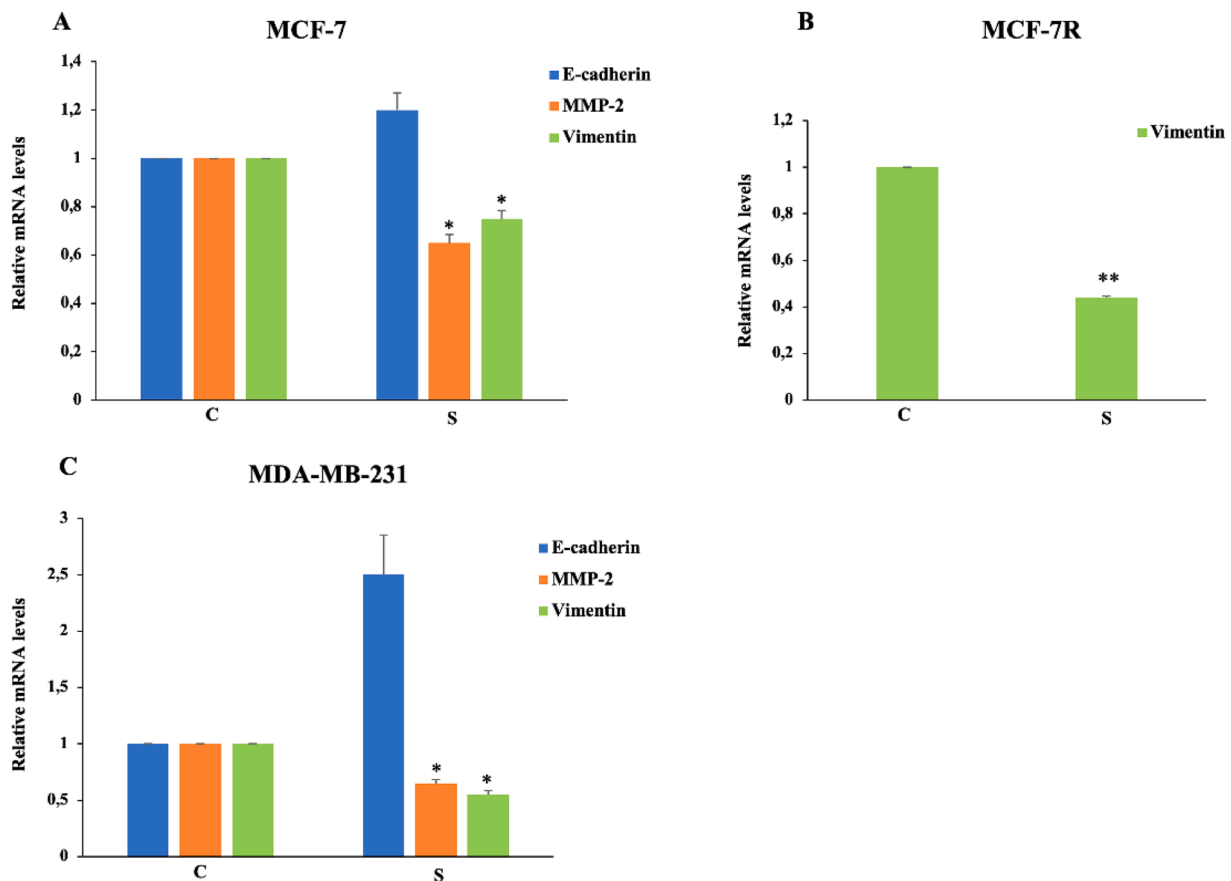 A
MCF-7
Relative mRNA levels
1,4
1,2
1
0,8
0,6
0,4
0,2
0
*
*
C
S
E-cadherin
MMP-2
Vimentin
B
MCF-7R
Relative mRNA levels
1,2
1
0,8
0,6
0,4
0,2
0
**
C
S
Vimentin
C
MDA-MB-231
Relative mRNA levels
3
2,5
2
1,5
1
0,5
0
*
*
C
S
E-cadherin
MMP-2
Vimentin